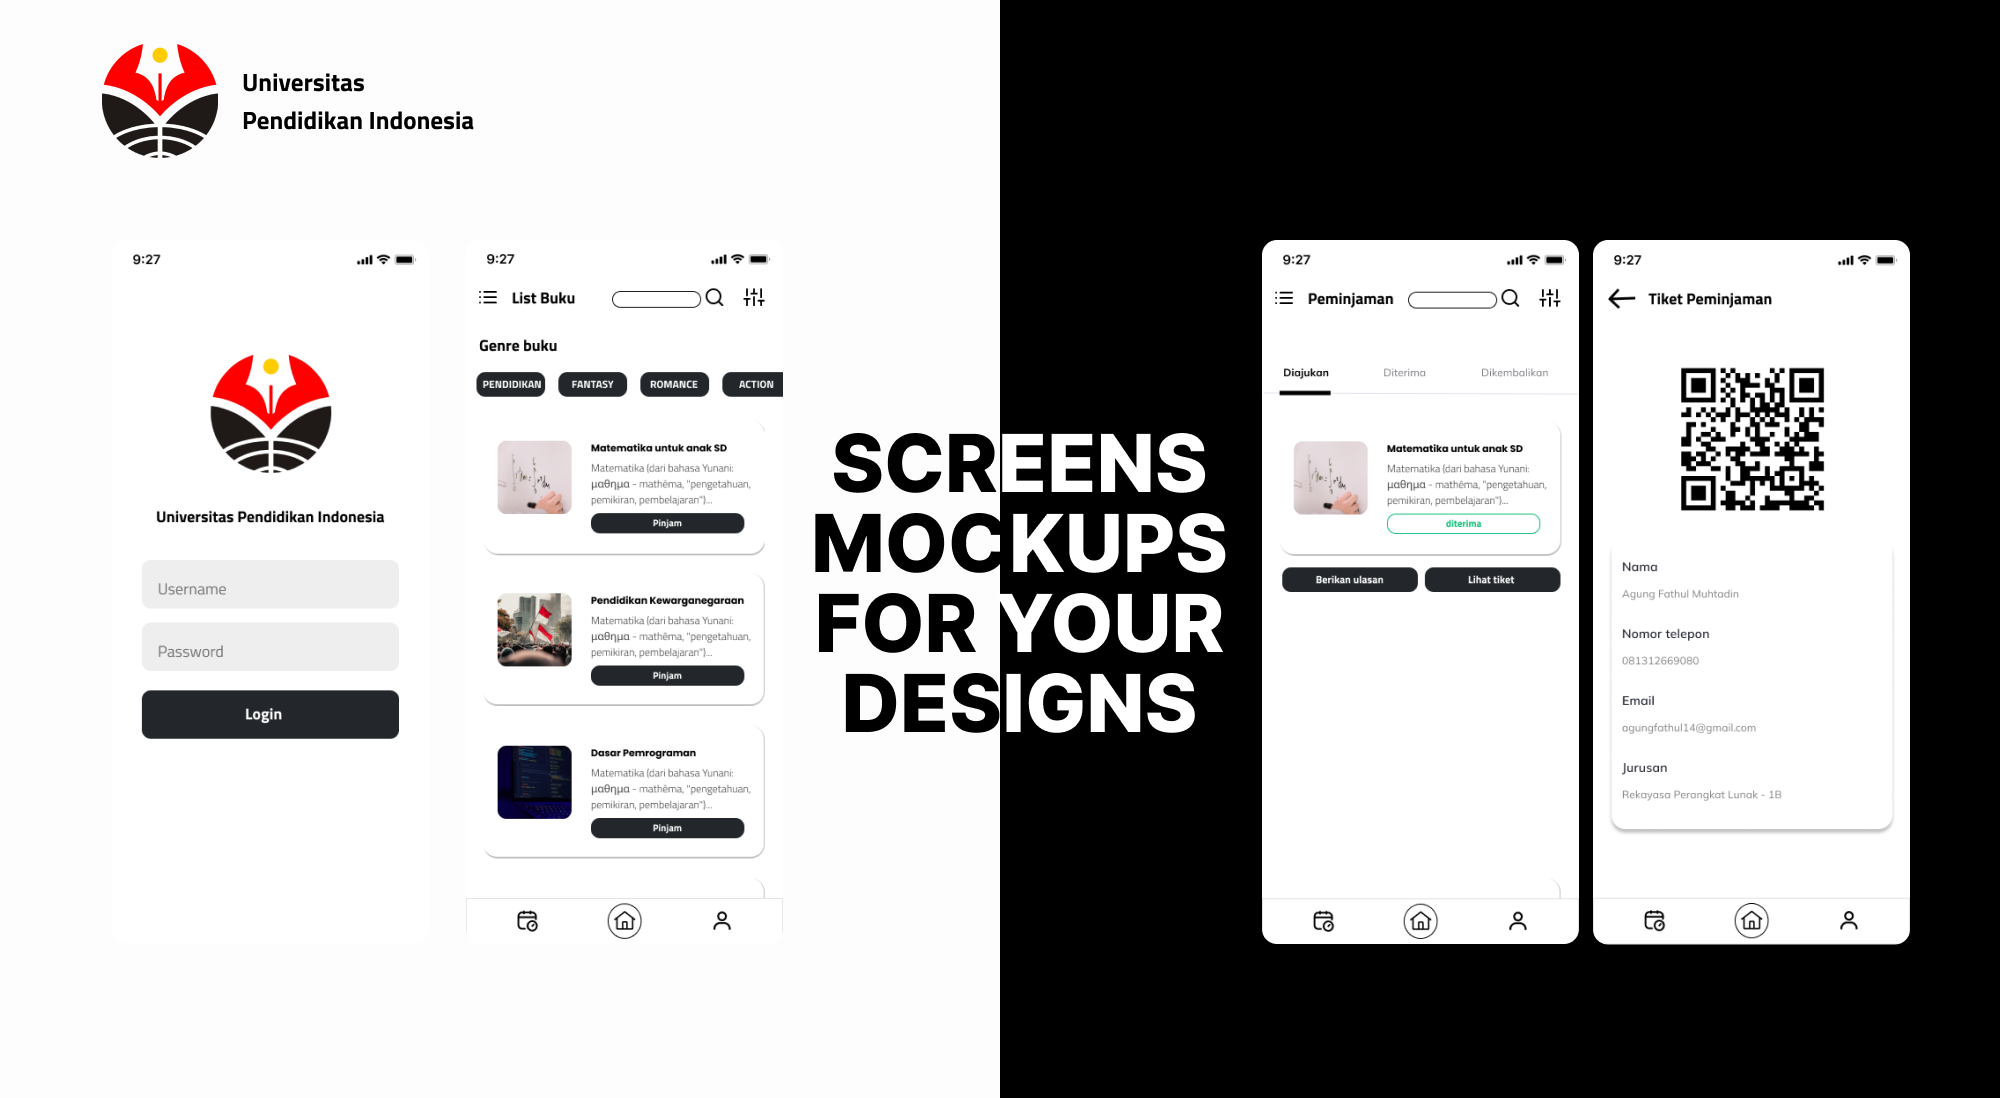 Universitas
Pendidikan Indonesia
9:27
Universitas Pendidikan Indonesia
Username
Password
Login
9:27
List Buku
Genre buku
PENDIDIKAN
FANTASY
ROMANCE
ACTION
Matematika untuk anak SD
Matematika (dari bahasa Yunani:
μαθημα - mathēma, "pengetahuan,
pemikiran, pembelajaran")...
Pinjam
Pendidikan Kewarganegaraan
Matematika (dari bahasa Yunani:
μαθημα - mathēma, "pengetahuan,
pemikiran, pembelajaran")...
Pinjam
Dasar Pemrograman
Matematika (dari bahasa Yunani:
μαθημα - mathēma, "pengetahuan,
pemikiran, pembelajaran")...
Pinjam
SCREENS
MOCKUPS
FOR YOUR
DESIGNS
9:27
Peminjaman
Diajukan
Diterima
Dikembalikan
Matematika untuk anak SD
Matematika (dari bahasa Yunani:
μαθημα - mathēma, "pengetahuan,
pemikiran, pembelajaran")...
diterima
Berikan ulasan
Lihat tiket
9:27
Tiket Peminjaman
Nama
Agung Fathul Muhtadin
Nomor telepon
081312669080
Email
agungfathul14@gmail.com
Jurusan
Rekayasa Perangkat Lunak - 1B